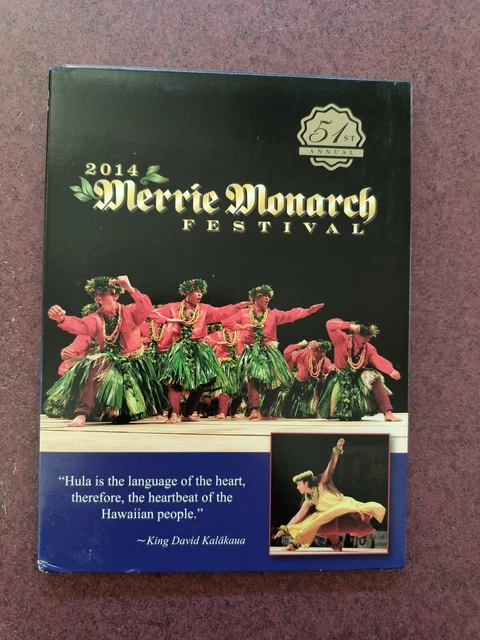 51ST
ANNUAL
2014
Merrie Monarch
FESTIVAL
“Hula is the language of the heart,
therefore, the heartbeat of the
Hawaiian people.”
~King David Kalākaua